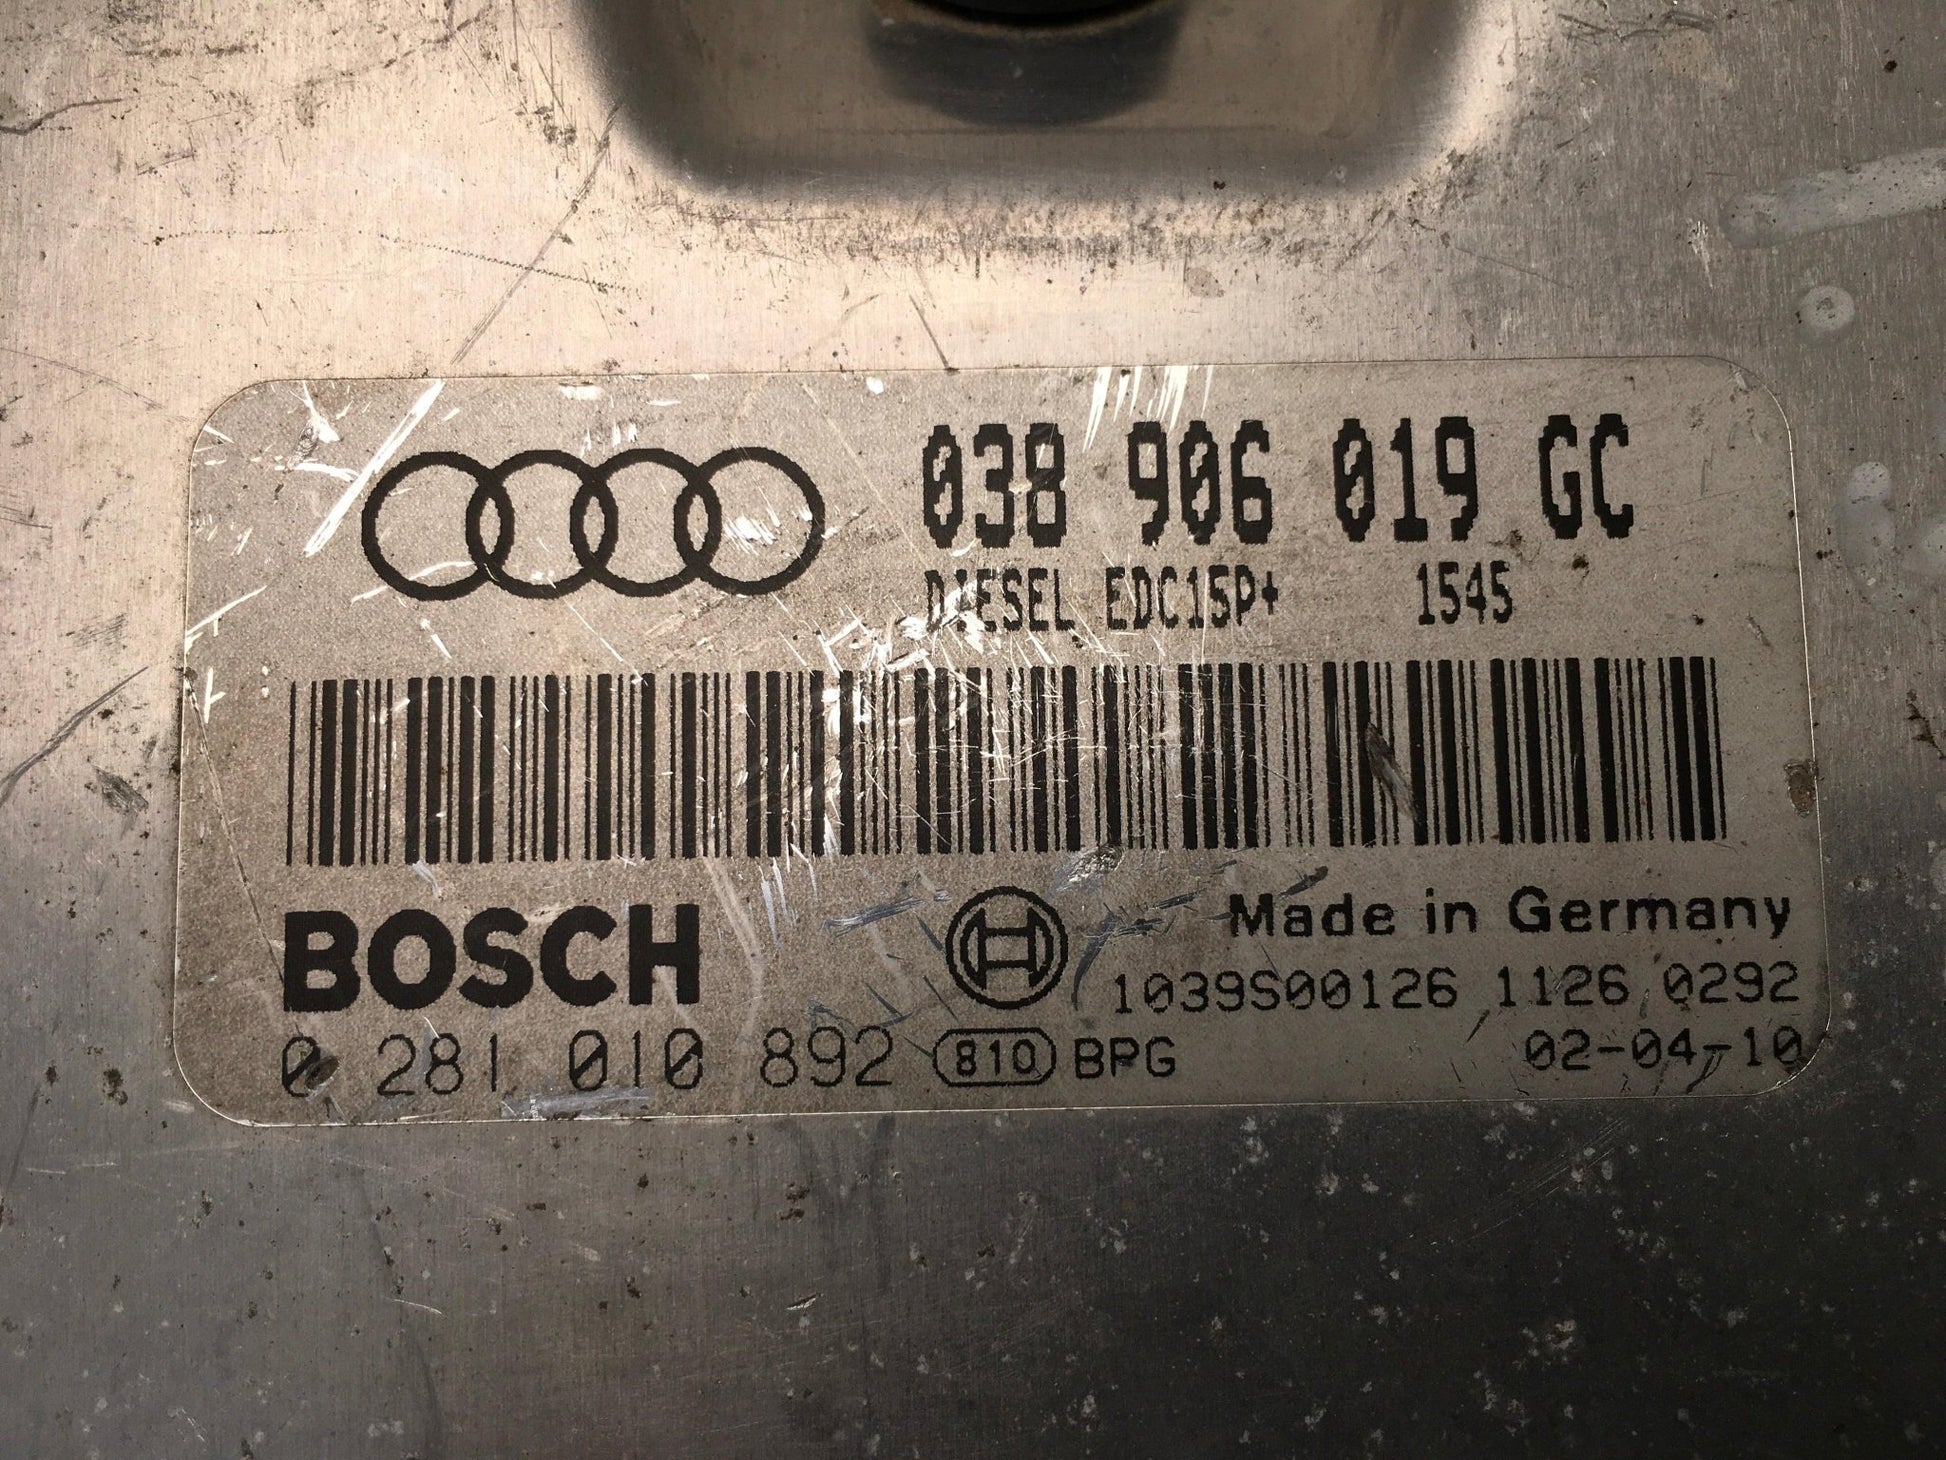 038 906 019 GC
DIESEL EDC15P+ 1545
BOSCH
Made in Germany
1039S00126 1126 0292
0 281 010 892 810 BPG 02-04-10